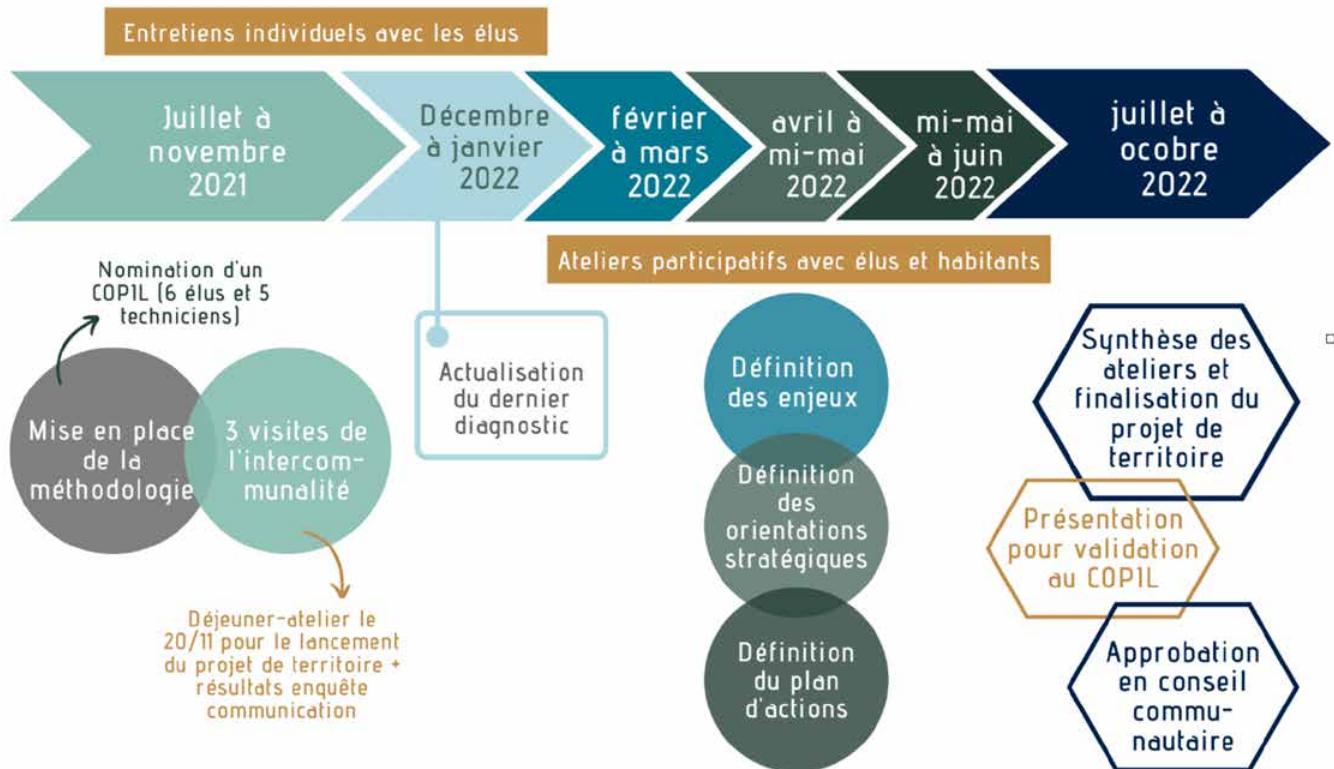 Entretiens individuels avec les élus
Juillet à
novembre
2021
Décembre
à janvier
2022
février
à mars
2022
avril à
mi-mai
2022
mi-mai
à juin
2022
juillet à
ocobre
2022
Ateliers participatifs avec élus et habitants
Nomination d'un
COPIL (6 élus et 5
techniciens)
Mise en place
de la
méthodologie
3 visites de
l'intercom-
munalité
Déjeuner-atelier le
20/11 pour le lancement
du projet de territoire +
résultats enquête
communication
Actualisation
du dernier
diagnostic
Définition
des enjeux
Définition
des
orientations
stratégiques
Définition
du plan
d'actions
Synthèse des
ateliers et
finalisation du
projet de
territoire
Présentation
pour validation
au COPIL
Approbation
en conseil
commu-
nautaire